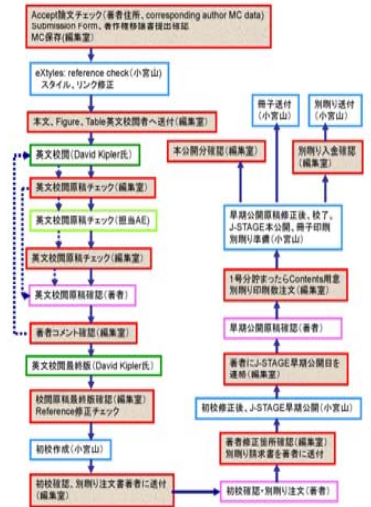 Accept論文チェック(著者住所、corresponding author MC data)
Submission Form、著作権移譲書提出確認
MC保存(編集室)
eXtyles: reference check(小宮山)
スタイル、リンク修正
本文、Figure、Table英文校閲者へ送付(編集室)
英文校閲(David Kipler氏)
英文校閲原稿チェック(編集室)
英文校閲原稿チェック(担当AE)
英文校閲原稿チェック(編集室)
英文校閲原稿確認(著者)
著者コメント確認(編集室)
英文校閲最終版(David Kipler氏)
校閲原稿最終版確認(編集室)
Reference修正チェック
初校作成(小宮山)
初校確認、別刷り注文書著者に送付
(編集室)
初校確認・別刷り注文(著者)
著者修正箇所確認(編集室)
別刷り請求書を著者に送付
初校修正後、J-STAGE早期公開(小宮山)
著者にJ-STAGE早期公開日を
連絡(編集室)
早期公開原稿確認(著者)
1号分貯まったらContents用意
別刷り印刷数注文(編集室)
早期公開原稿修正後、校了。
J-STAGE本公開、冊子印刷
別刷り準備(小宮山)
本公開分確認(編集室)
冊子送付
(小宮山)
別刷り入金確認
(編集室)
別刷り送付
(小宮山)